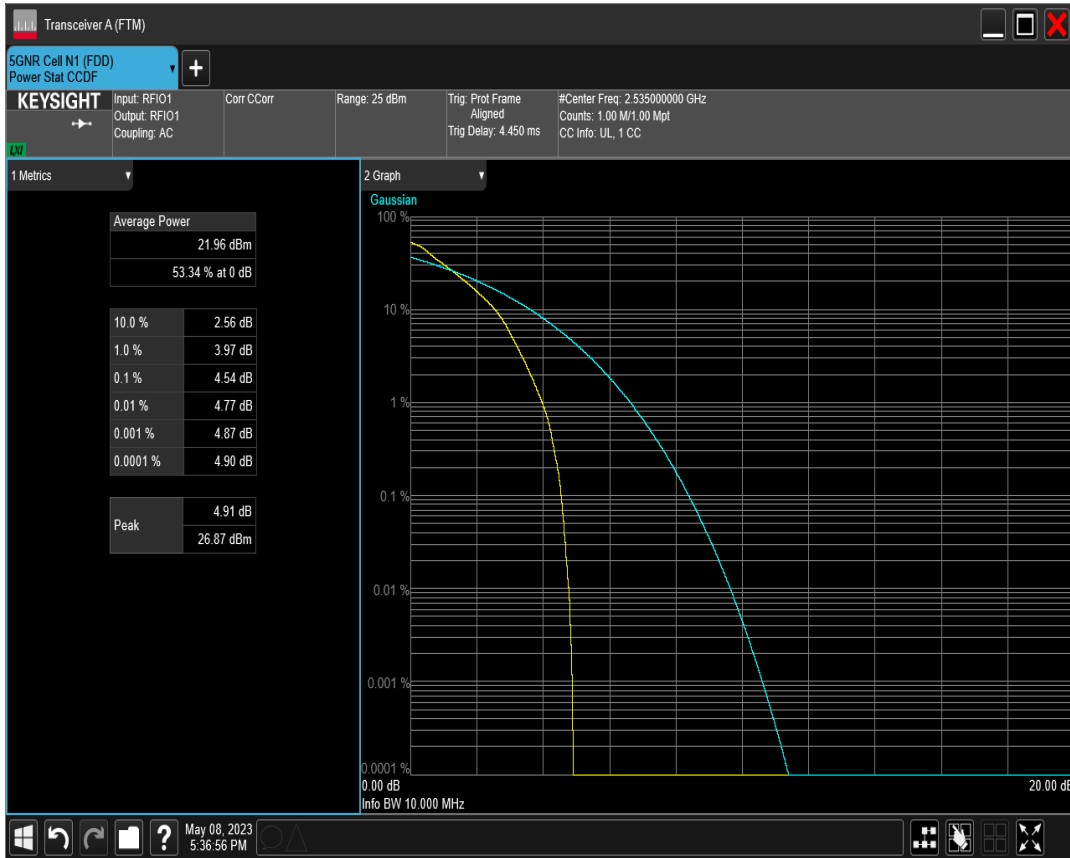 Transceiver A (FTM)
5GNR Cell N1 (FDD)
Power Stat CCDF
KEYSIGHT
LXI
Input: RFIO1
Output: RFIO1
Coupling: AC
Corr CCorr
Range: 25 dBm
Trig: Prot Frame
Aligned
Trig Delay: 4.450 ms
#Center Freq: 2.535000000 GHz
Counts: 1.00 M/1.00 Mpt
CC Info: UL, 1 CC
1 Metrics
Average Power
21.96 dBm
53.34 % at 0 dB
10.0 % 2.56 dB
1.0 % 3.97 dB
0.1 % 4.54 dB
0.01 % 4.77 dB
0.001 % 4.87 dB
0.0001 % 4.90 dB
Peak 4.91 dB
26.87 dBm
2 Graph
Gaussian
100 %
10 %
1 %
0.1 %
0.01 %
0.001 %
0.0001 %
0.00 dB 20.00 dB
Info BW 10.000 MHz
May 08, 2023
5:36:56 PM